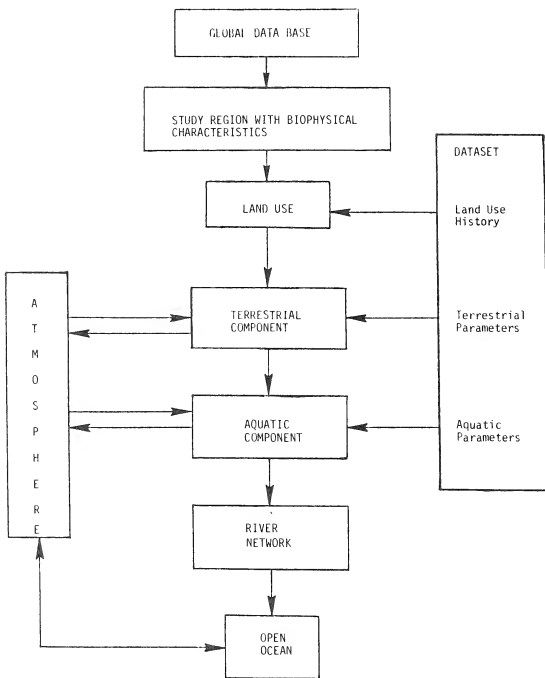 GLOBAL DATA BASE
STUDY REGION WITH BIOPHYSICAL
CHARACTERISTICS
DATASET
LAND USE
Land Use
History
ATMOSPHERE
TERRESTRIAL
COMPONENT
Terrestrial
Parameters
AQUATIC
COMPONENT
Aquatic
Parameters
RIVER
NETWORK
OPEN
OCEAN